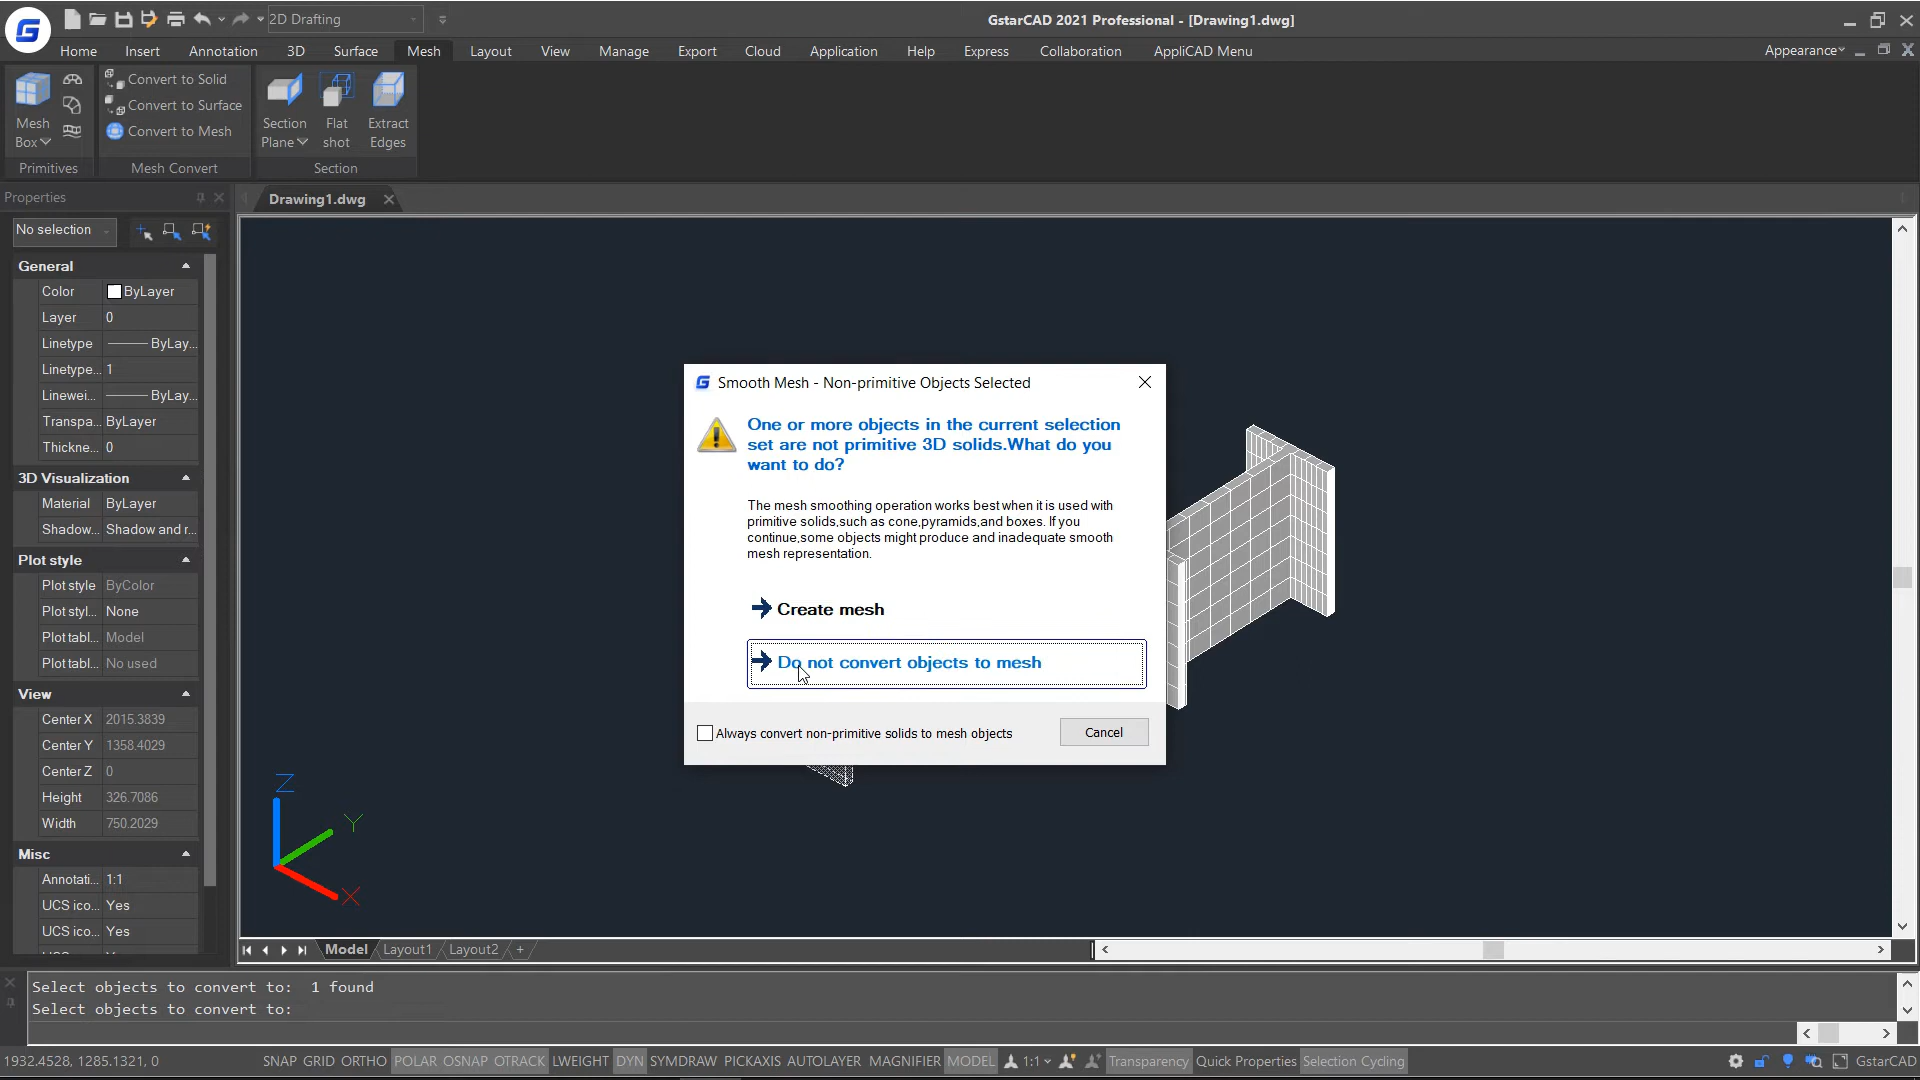 2D Drafting
GstarCAD 2021 Professional - [Drawing1.dwg]
Home Insert Annotation 3D Surface Mesh Layout View Manage Export Cloud Application Help Express Collaboration AppliCAD Menu Appearance
Mesh Box
Convert to Solid
Convert to Surface
Convert to Mesh
Section Plane
Flat shot
Extract Edges
Primitives Mesh Convert Section
Properties
Drawing1.dwg
No selection
General
Color ByLayer
Layer 0
Linetype ByLay...
Linetype... 1
Linewei... ByLay...
Transpa... ByLayer
Thickne... 0
3D Visualization
Material ByLayer
Shadow... Shadow and r...
Plot style
Plot style ByColor
Plot styl... None
Plot tabl... Model
Plot tabl... No used
View
Center X 2015.3839
Center Y 1358.4029
Center Z 0
Height 326.7086
Width 750.2029
Misc
Annotati... 1:1
UCS ico... Yes
UCS ico... Yes
Smooth Mesh - Non-primitive Objects Selected
One or more objects in the current selection
set are not primitive 3D solids.What do you
want to do?
The mesh smoothing operation works best when it is used with
primitive solids,such as cone,pyramids,and boxes. If you
continue,some objects might produce and inadequate smooth
mesh representation.
Create mesh
Do not convert objects to mesh
Always convert non-primitive solids to mesh objects
Cancel
Z
Y
X
Model Layout1 Layout2 +
Select objects to convert to: 1 found
Select objects to convert to:
1932.4528, 1285.1321, 0 SNAP GRID ORTHO POLAR OSNAP OTRACK LWEIGHT DYN SYMDRAW PICKAXIS AUTOLAYER MAGNIFIER MODEL 1:1 Transparency Quick Properties Selection Cycling GstarCAD